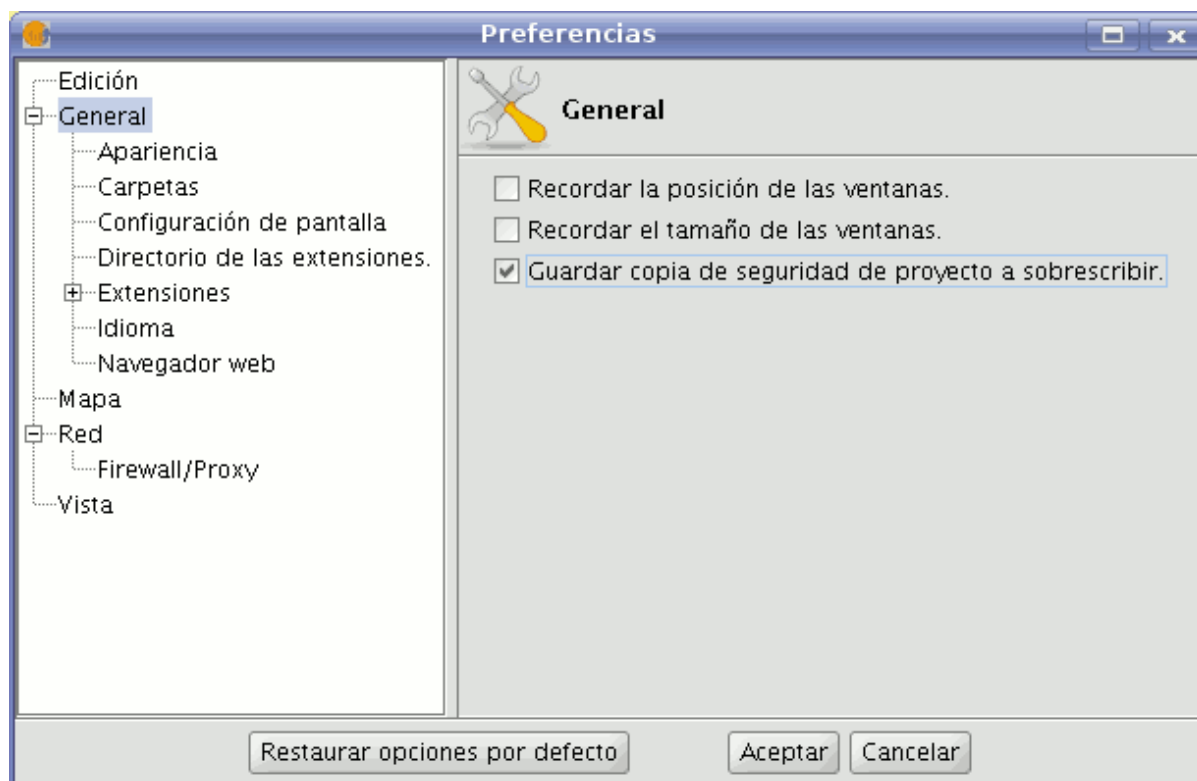 Preferencias
Edición
General
Apariencia
Carpetas
Configuración de pantalla
Directorio de las extensiones.
Extensiones
Idioma
Navegador web
Mapa
Red
Firewall/Proxy
Vista
General
Recordar la posición de las ventanas.
Recordar el tamaño de las ventanas.
Guardar copia de seguridad de proyecto a sobrescribir.
Restaurar opciones por defecto
Aceptar
Cancelar